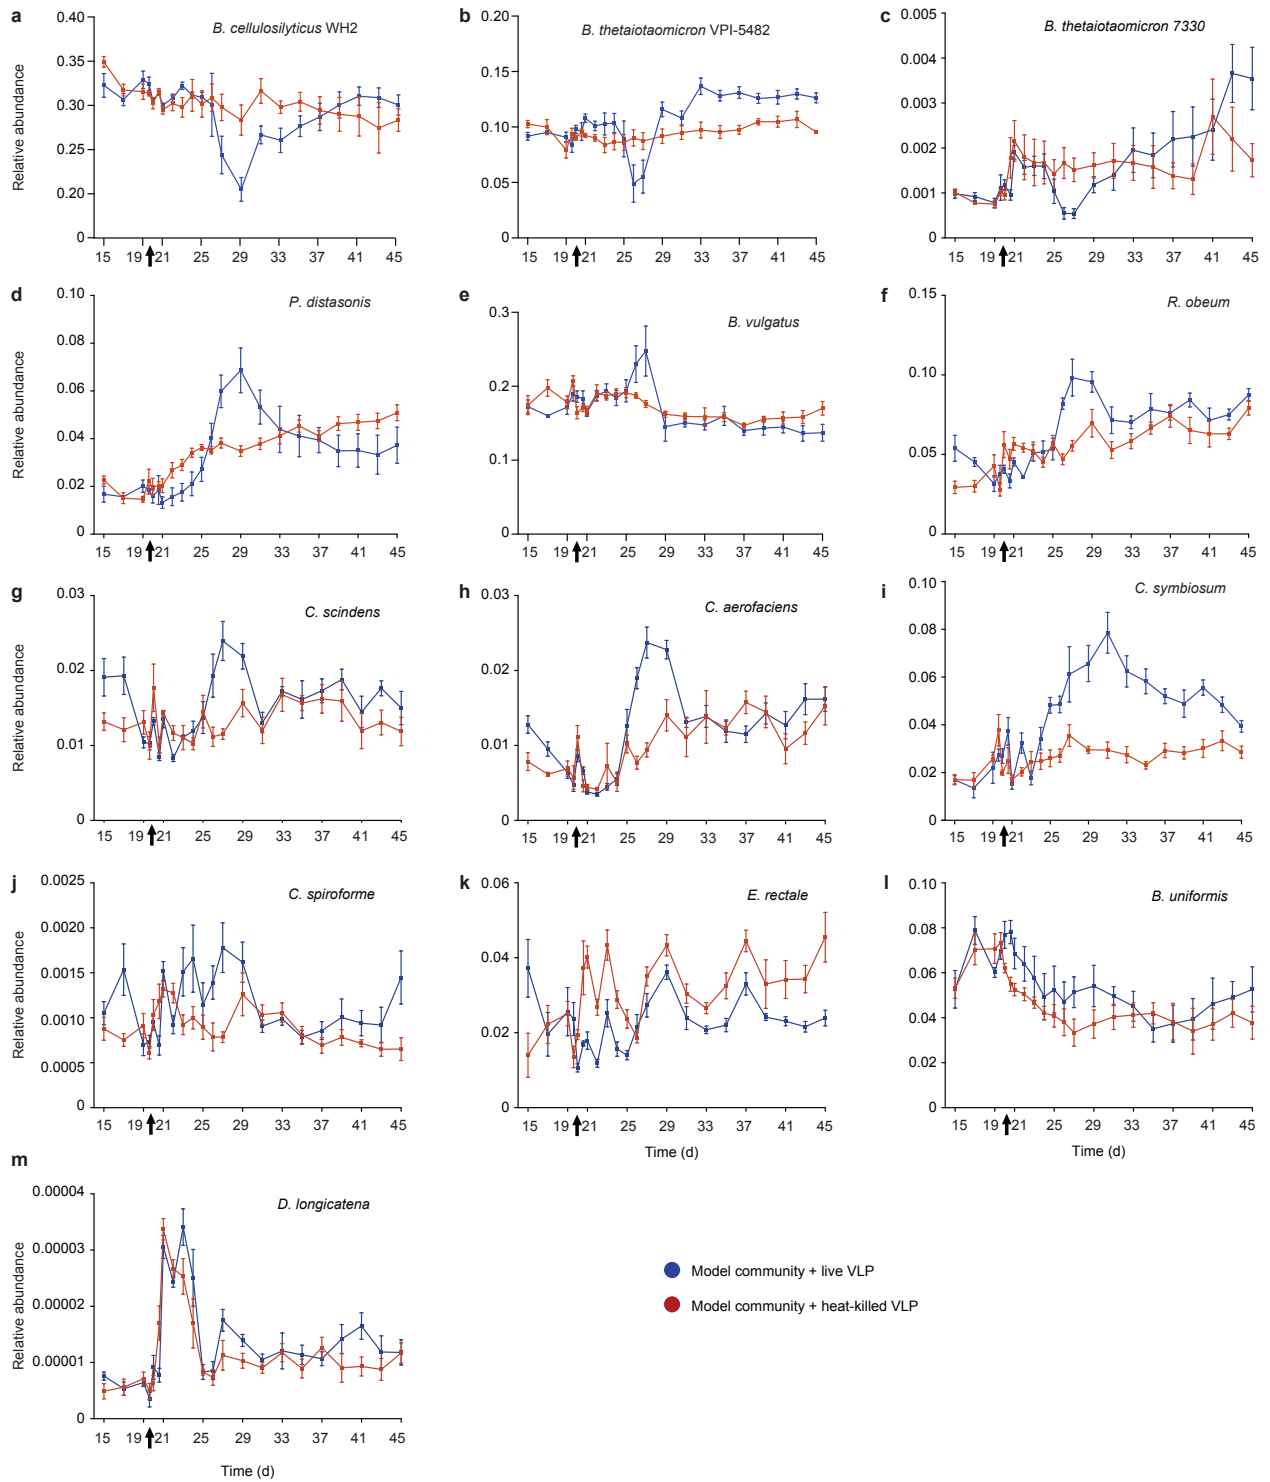 a
B. cellulosilyticus WH2
0.40
0.35
0.30
0.25
0.20
0
Relative abundance
15 19 21 25 29 33 37 41 45
b
B. thetaiotaomicron VPI-5482
0.20
0.15
0.10
0.05
0
15 19 21 25 29 33 37 41 45
c
B. thetaiotaomicron 7330
0.005
0.004
0.003
0.002
0.001
0
15 19 21 25 29 33 37 41 45
d
P. distasonis
0.10
0.08
0.06
0.04
0.02
0
Relative abundance
15 19 21 25 29 33 37 41 45
e
B. vulgatus
0.3
0.2
0.1
0
15 19 21 25 29 33 37 41 45
f
R. obeum
0.15
0.10
0.05
0
15 19 21 25 29 33 37 41 45
g
C. scindens
0.03
0.02
0.01
0
Relative abundance
15 19 21 25 29 33 37 41 45
h
C. aerofaciens
0.03
0.02
0.01
0
15 19 21 25 29 33 37 41 45
i
C. symbiosum
0.10
0.08
0.06
0.04
0.02
0
15 19 21 25 29 33 37 41 45
j
C. spiroforme
0.0025
0.0020
0.0015
0.0010
0.0005
0
Relative abundance
15 19 21 25 29 33 37 41 45
k
E. rectale
0.06
0.04
0.02
0
15 19 21 25 29 33 37 41 45
Time (d)
l
B. uniformis
0.10
0.08
0.06
0.04
0.02
0
15 19 21 25 29 33 37 41 45
Time (d)
m
D. longicatena
0.00004
0.00003
0.00002
0.00001
0
Relative abundance
15 19 21 25 29 33 37 41 45
Time (d)
Model community + live VLP
Model community + heat-killed VLP